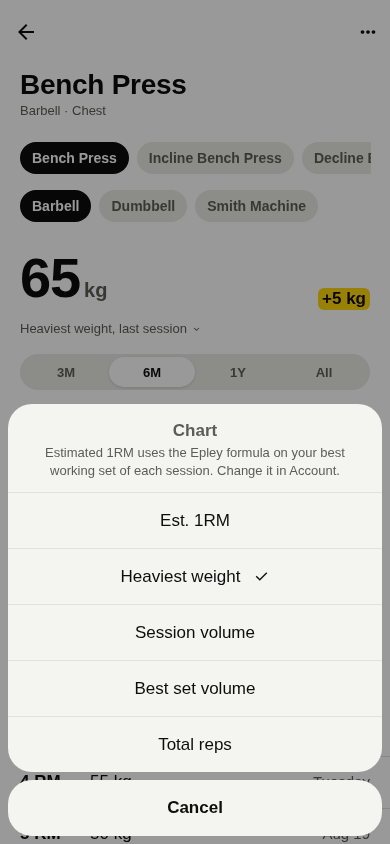 Bench Press
Barbell · Chest
Bench Press Incline Bench Press Decline
Barbell Dumbbell Smith Machine
65 kg
+5 kg
Heaviest weight, last session
3M 6M 1Y All
Chart
Estimated 1RM uses the Epley formula on your best
working set of each session. Change it in Account.
Est. 1RM
Heaviest weight
Session volume
Best set volume
Total reps
Cancel